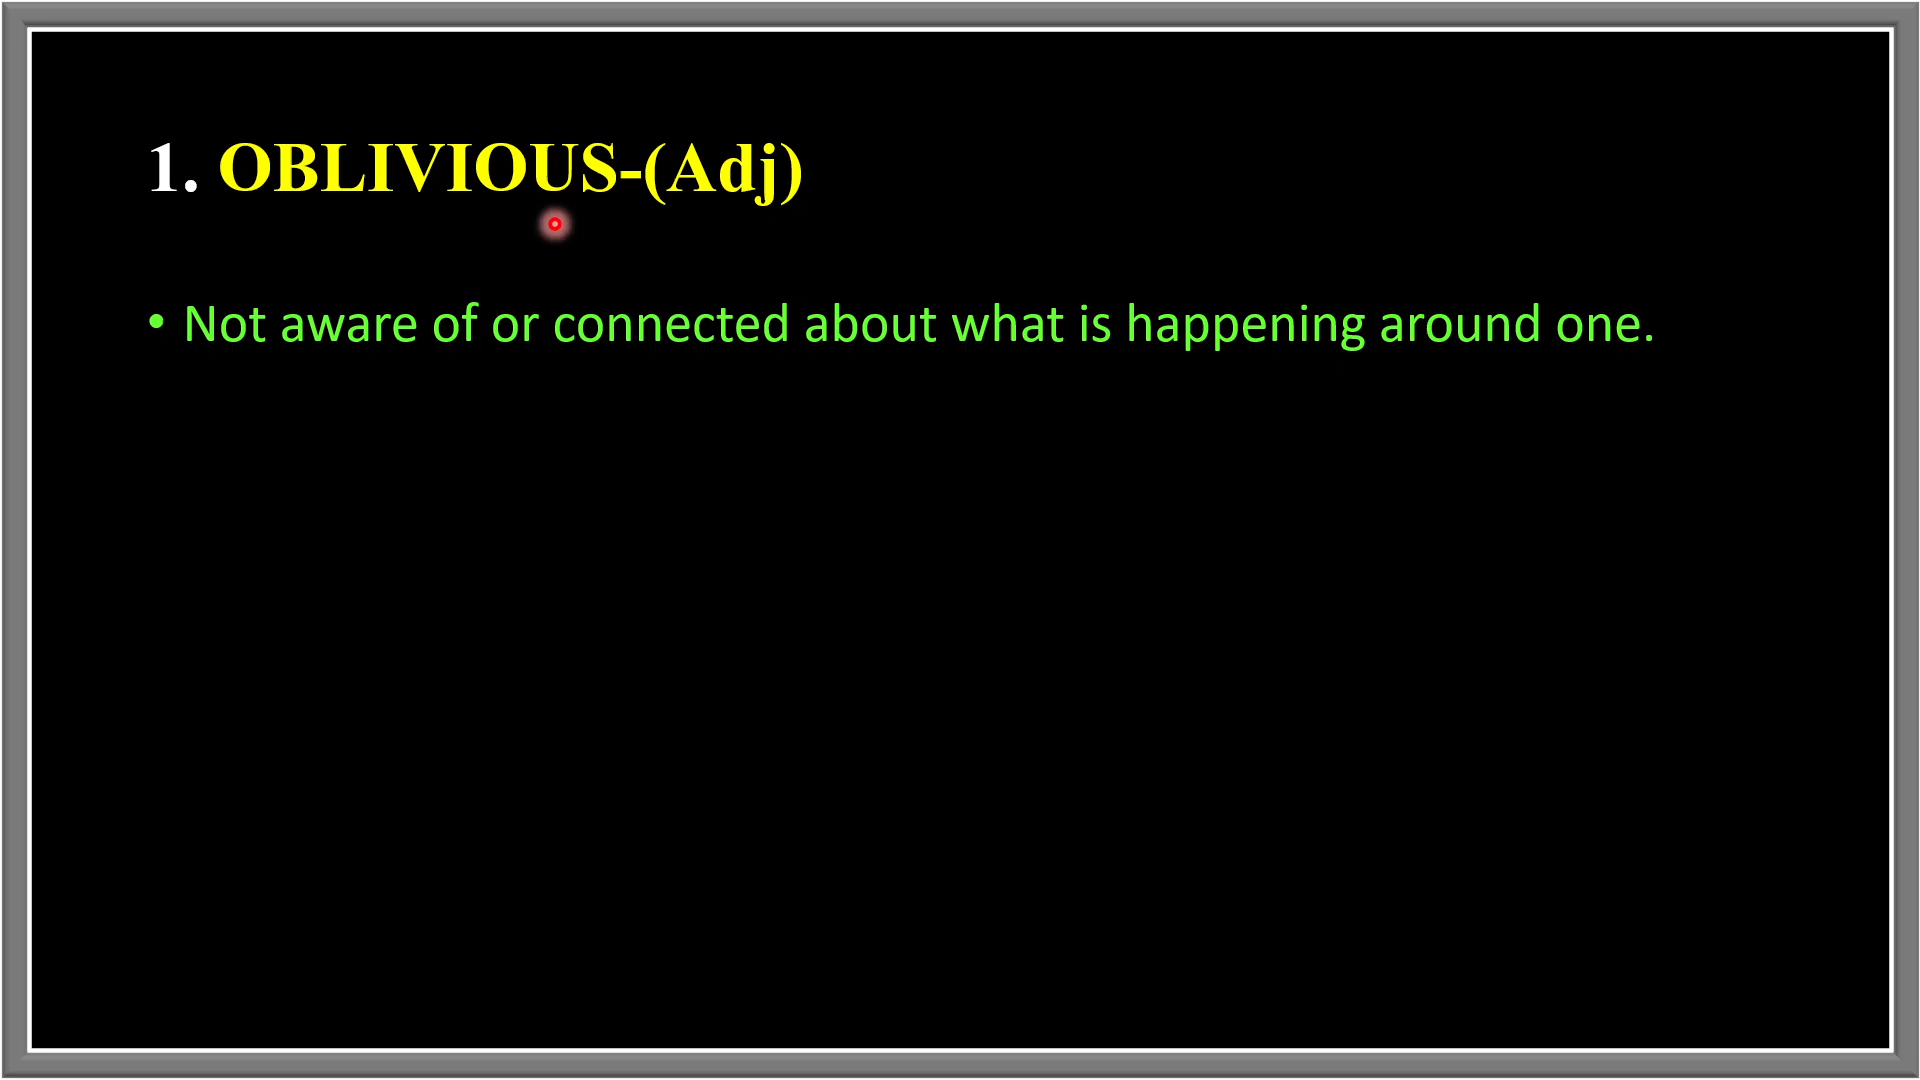 1. OBLIVIOUS-(Adj)
• Not aware of or connected about what is happening around one.